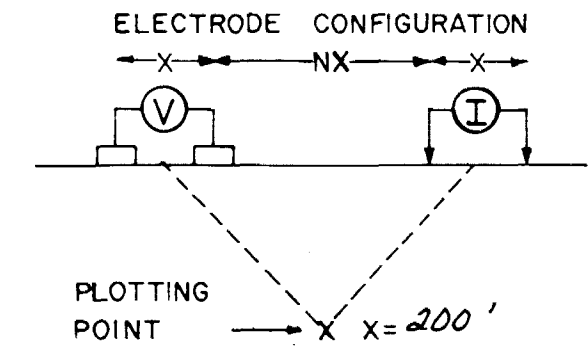 ELECTRODE CONFIGURATION
X NX X
V I
PLOTTING
POINT X X= 200'